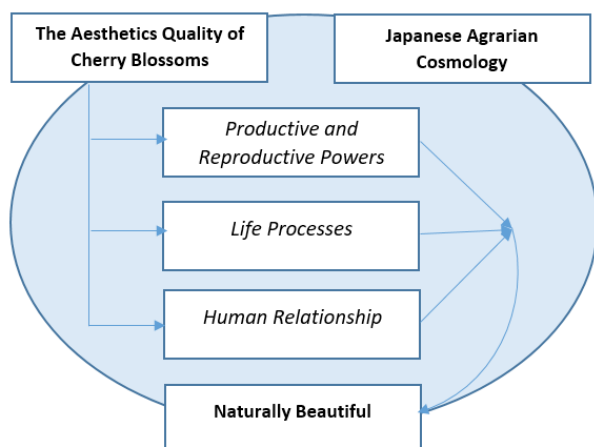 The Aesthetics Quality of
Cherry Blossoms
Japanese Agrarian
Cosmology
Productive and
Reproductive Powers
Life Processes
Human Relationship
Naturally Beautiful